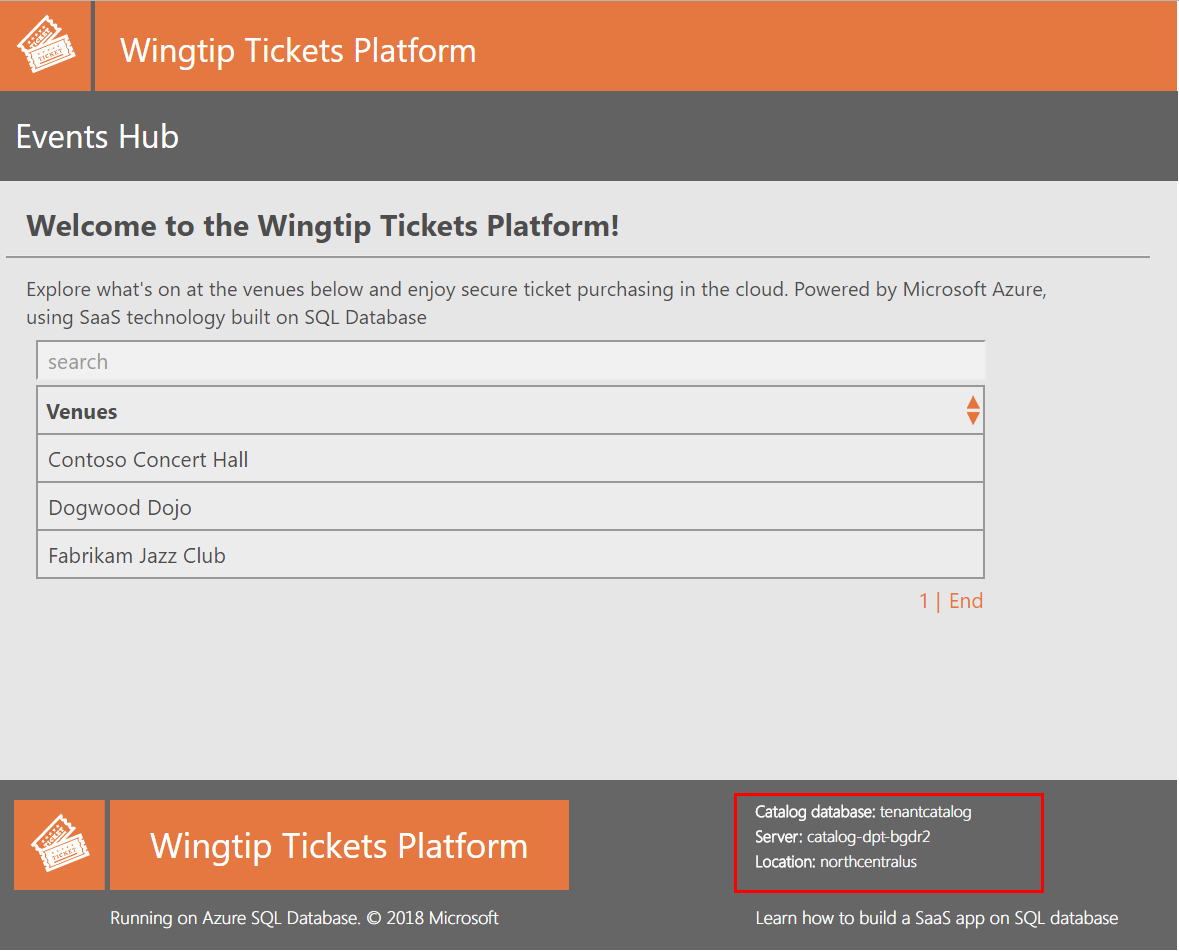 Wingtip Tickets Platform
Events Hub
Welcome to the Wingtip Tickets Platform!
Explore what's on at the venues below and enjoy secure ticket purchasing in the cloud. Powered by Microsoft Azure,
using SaaS technology built on SQL Database
search
Venues
Contoso Concert Hall
Dogwood Dojo
Fabrikam Jazz Club
1 | End
TICKET
TICKET
Wingtip Tickets Platform
Catalog database: tenantcatalog
Server: catalog-dpt-bgdr2
Location: northcentralus
Running on Azure SQL Database. © 2018 Microsoft
Learn how to build a SaaS app on SQL database